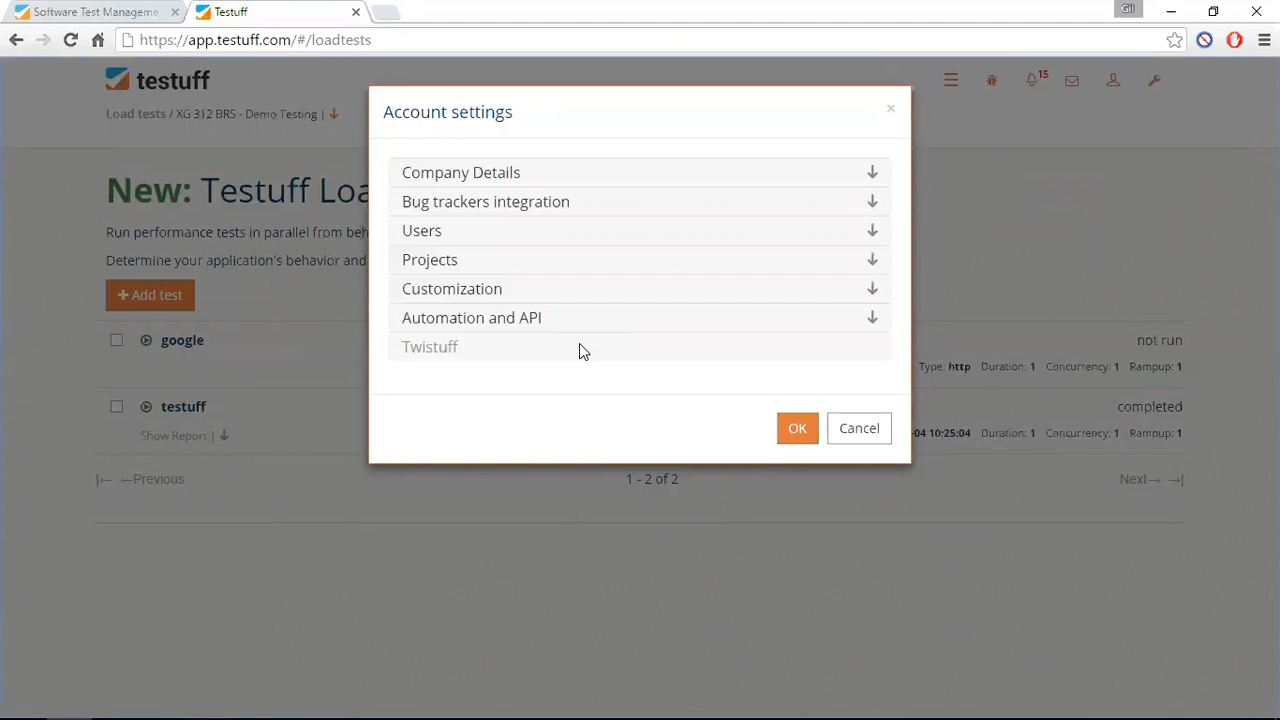 Software Test Manageme
Testuff
Gil
https://app.testuff.com/#/loadtests
testuff
15
Load tests / XG 312 BRS - Demo Testing |
Account settings
Company Details
Bug trackers integration
Users
Projects
Customization
Automation and API
Twistuff
OK
Cancel
New: Testuff Loa
Run performance tests in parallel from beh
Determine your application's behavior and
+ Add test
google
not run
Type: http Duration: 1 Concurrency: 1 Rampup: 1
testuff
completed
Show Report |
-04 10:25:04 Duration: 1 Concurrency: 1 Rampup: 1
|← ←Previous
1 - 2 of 2
Next→ →|